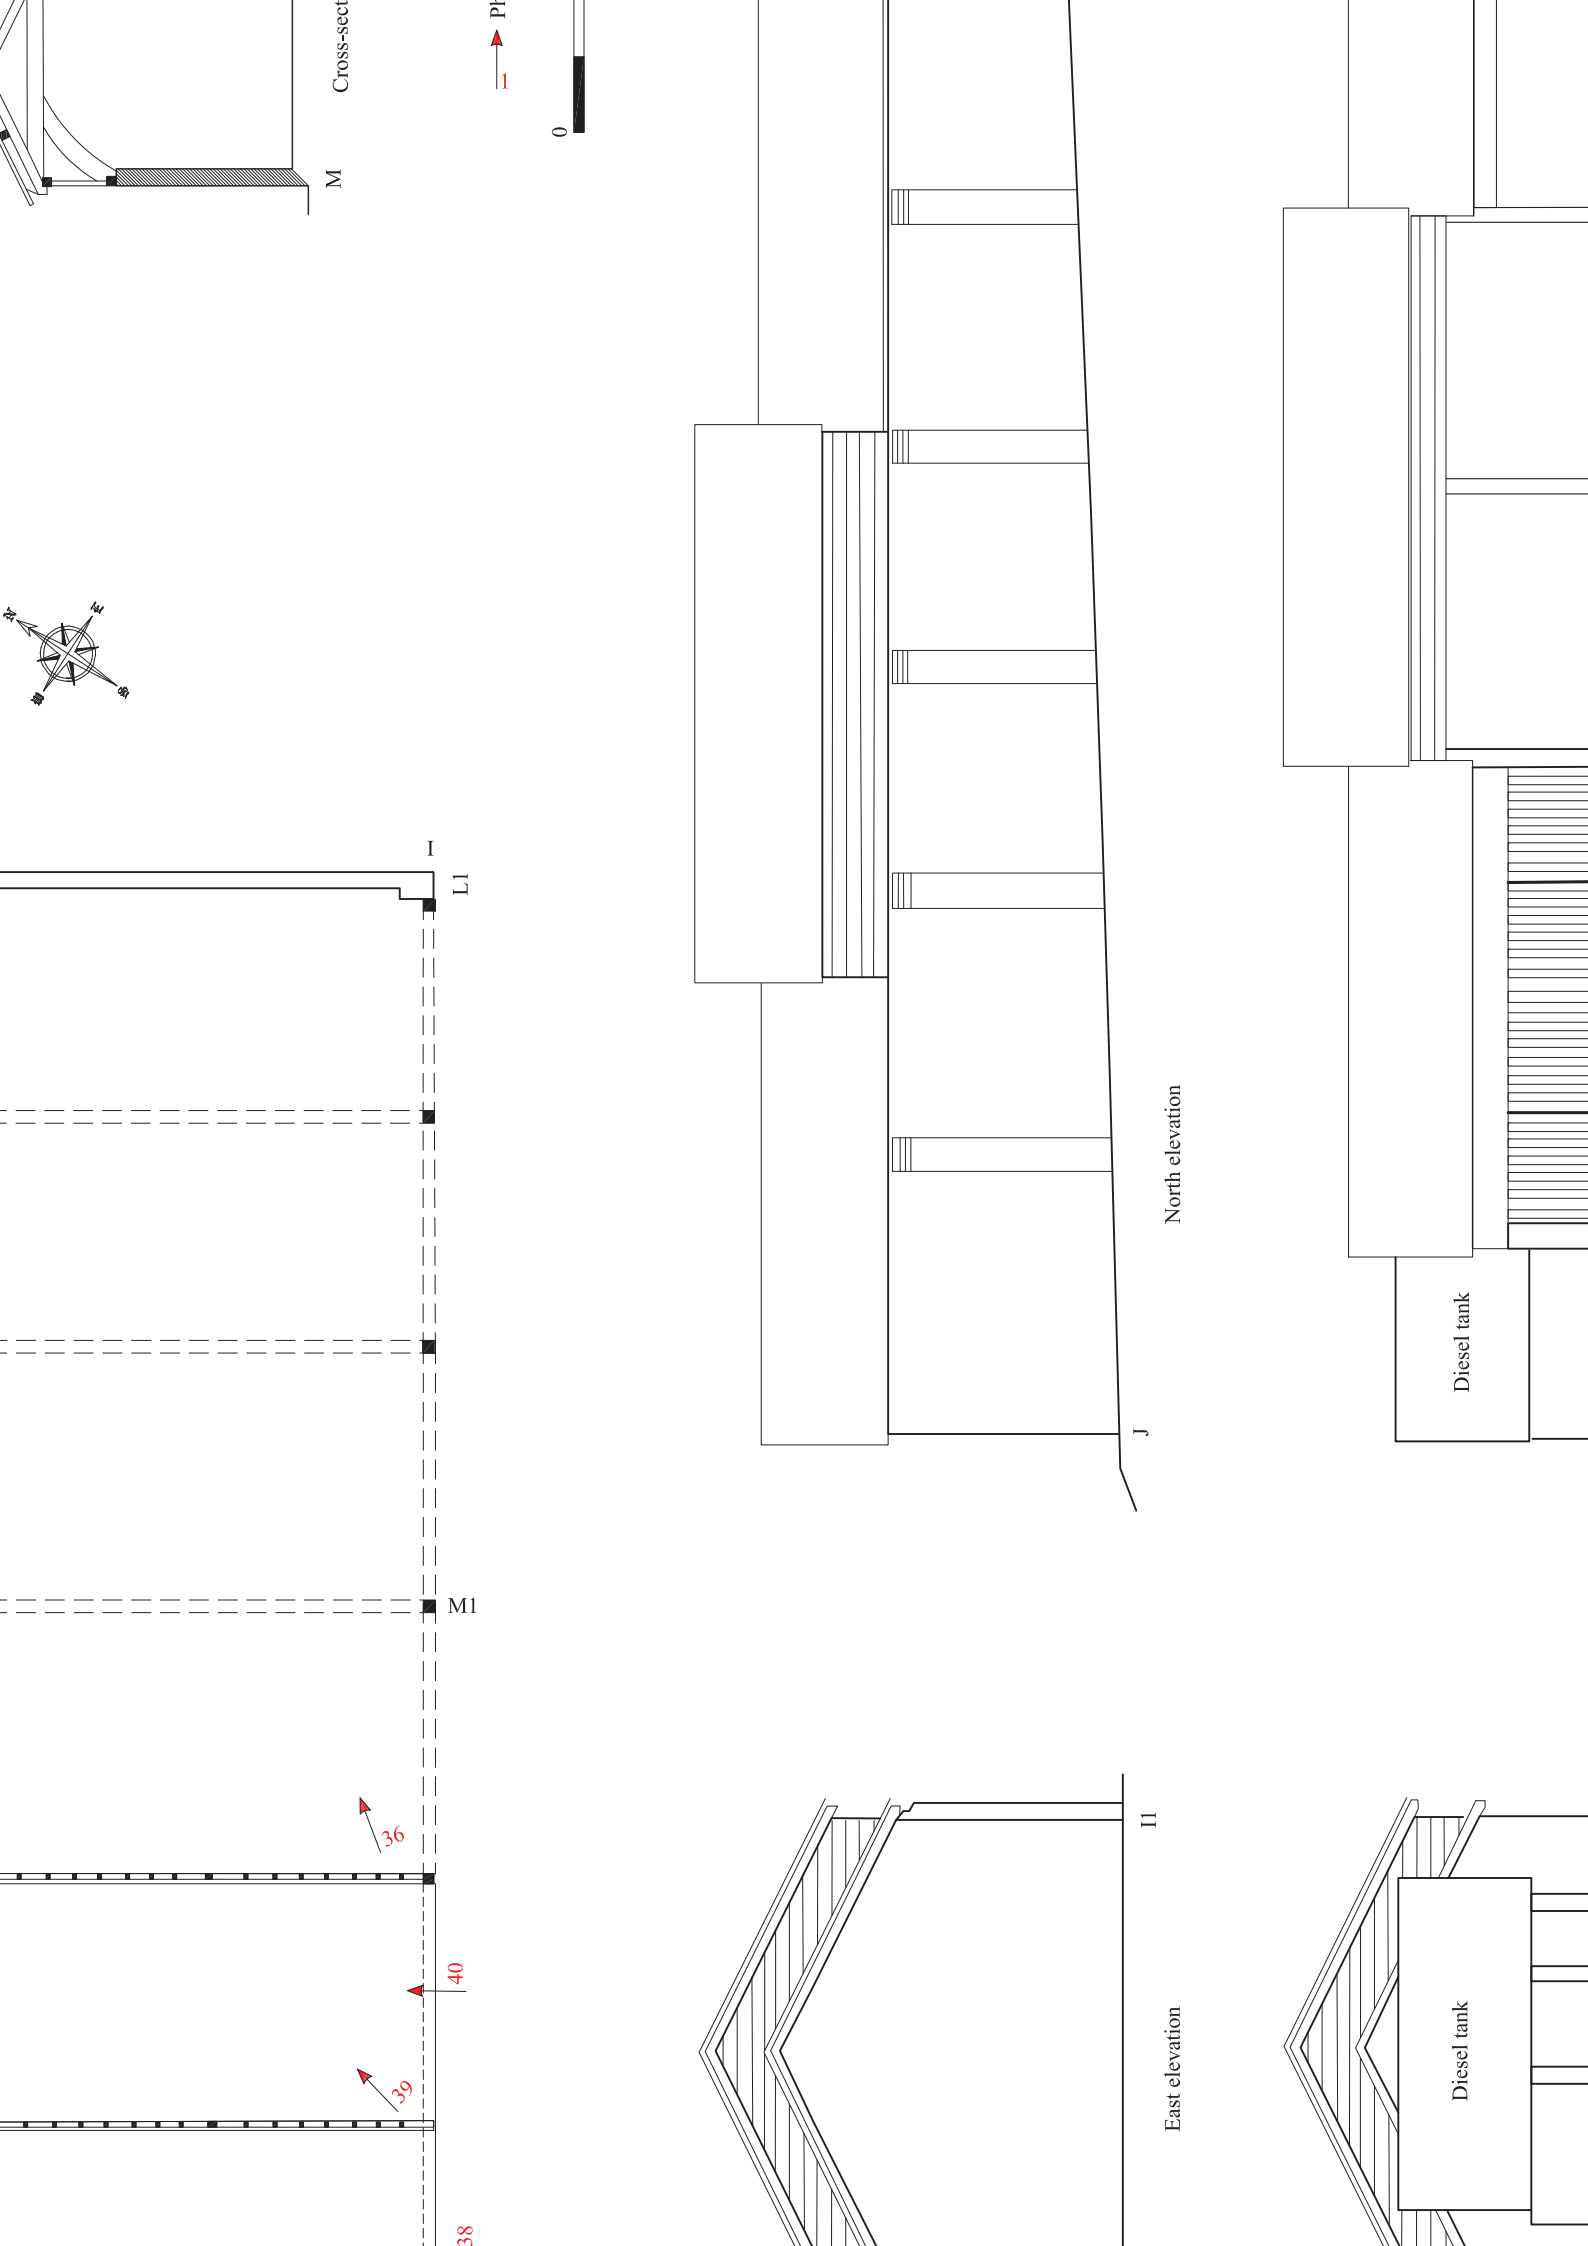 Cross-sect
M
1
Ph
0
N
E
S
W
I
L1
M1
36
40
39
38
North elevation
J
East elevation
I1
Diesel tank
Diesel tank